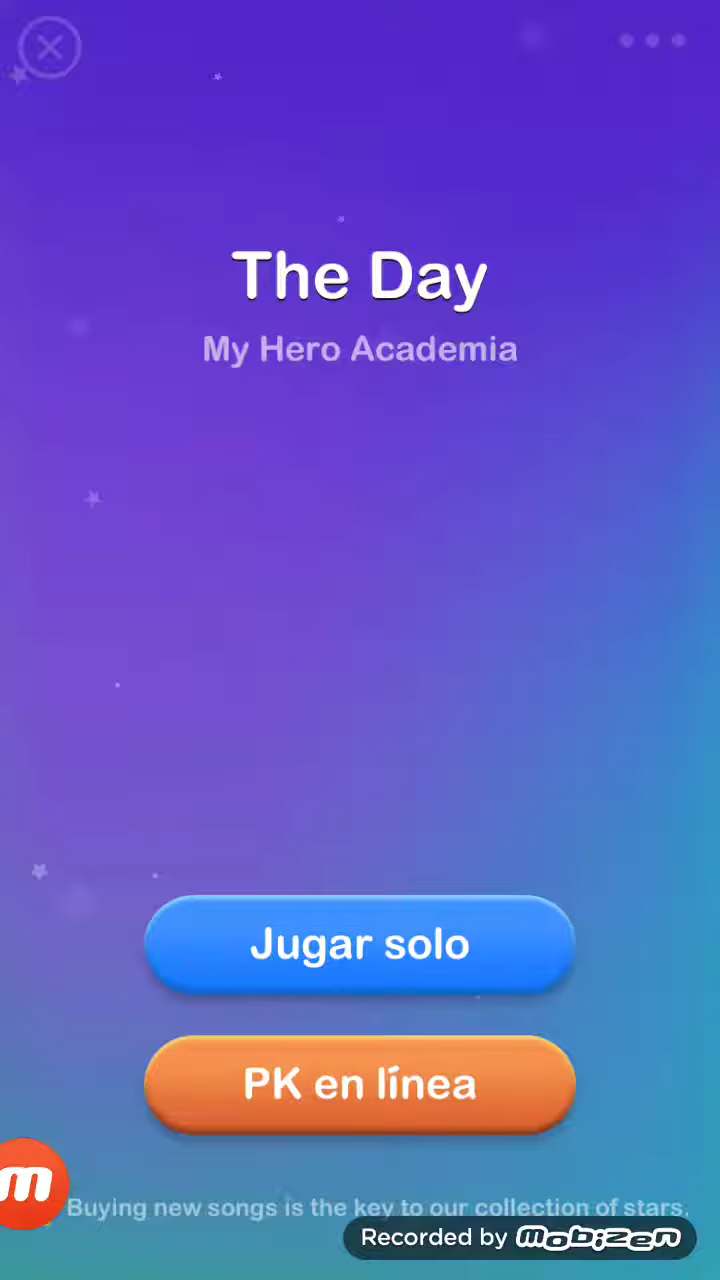 The Day
My Hero Academia
Jugar solo
PK en línea
m
Buying new songs is the key to our collection of stars.
Recorded by mobizen